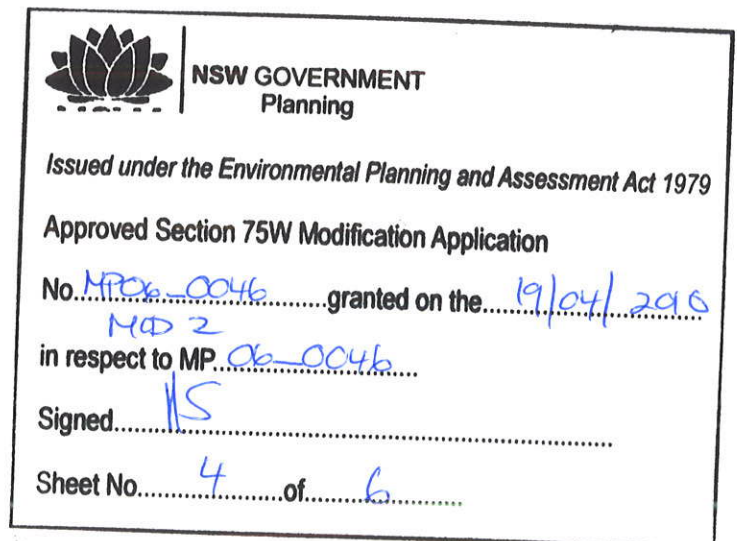 NSW GOVERNMENT
Planning
Issued under the Environmental Planning and Assessment Act 1979
Approved Section 75W Modification Application
No. MP06_0046 granted on the 19/04/2010
MOD 2
in respect to MP. 06_0046
Signed
Sheet No. 4 of 6